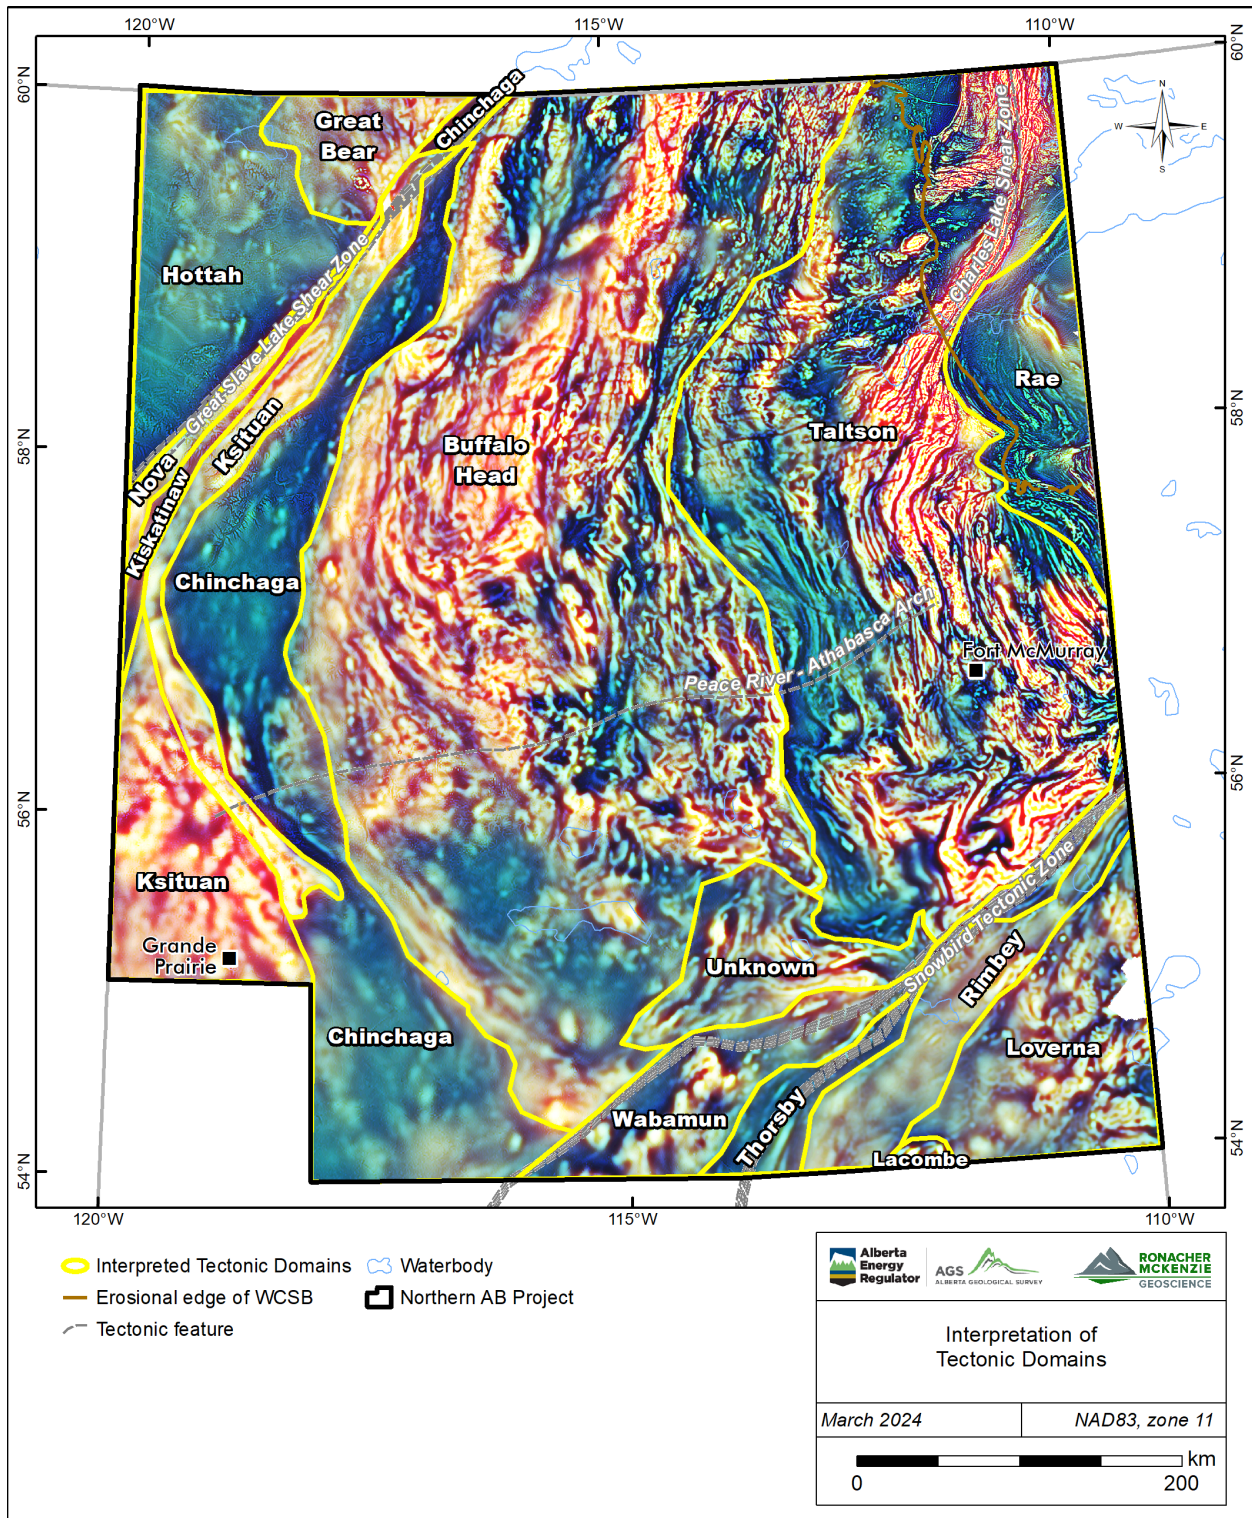 120°W
115°W
110°W
60°N
60°N
Chinchaga
Great
Bear
Charles Lake Shear Zone
N
W
E
S
Hottah
Great Slave Lake Shear Zone
Rae
58°N
58°N
Ksituan
Buffalo
Head
Taltson
Nova
Kiskatinaw
Chinchaga
Peace River - Athabasca Arch
Fort McMurray
56°N
56°N
Ksituan
Snowbird Tectonic Zone
Grande
Prairie
Unknown
Rimbey
Chinchaga
Loverna
Wabamun
Thorsby
Lacombe
54°N
54°N
120°W
115°W
110°W
Interpreted Tectonic Domains
Waterbody
Erosional edge of WCSB
Northern AB Project
Tectonic feature
Alberta
Energy
Regulator
AGS
ALBERTA GEOLOGICAL SURVEY
RONACHER
MCKENZIE
GEOSCIENCE
Interpretation of
Tectonic Domains
March 2024
NAD83, zone 11
km
0
200